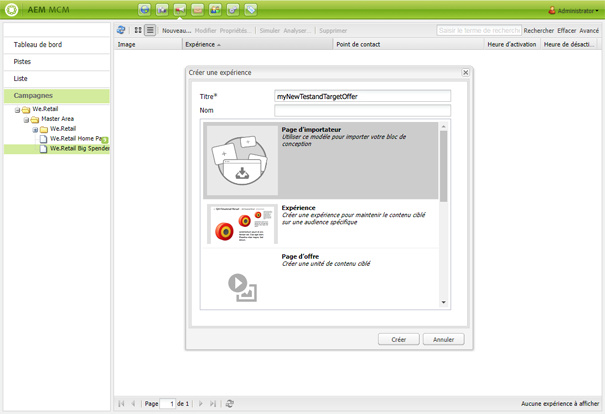 AEM MCM
Administrator
Tableau de bord
Pistes
Liste
Campagnes
We.Retail
Master Area
We.Retail
We.Retail Home Pa
We.Retail Big Spender
Nouveau... Modifier Propriétés... Simuler Analyser... Supprimer
Saisir le terme de recherche Rechercher Effacer Avancé
Image Expérience Point de contact Heure d'activation Heure de désacti...
Créer une expérience
Titre* myNewTestandTargetOffer
Nom
Page d'importateur
Utiliser ce modèle pour importer votre bloc de
conception
Expérience
Créer une expérience pour maintenir le contenu ciblé
sur une audience spécifique
Page d'offre
Créer une unité de contenu ciblé
Créer Annuler
Page 1 de 1
Aucune expérience à afficher